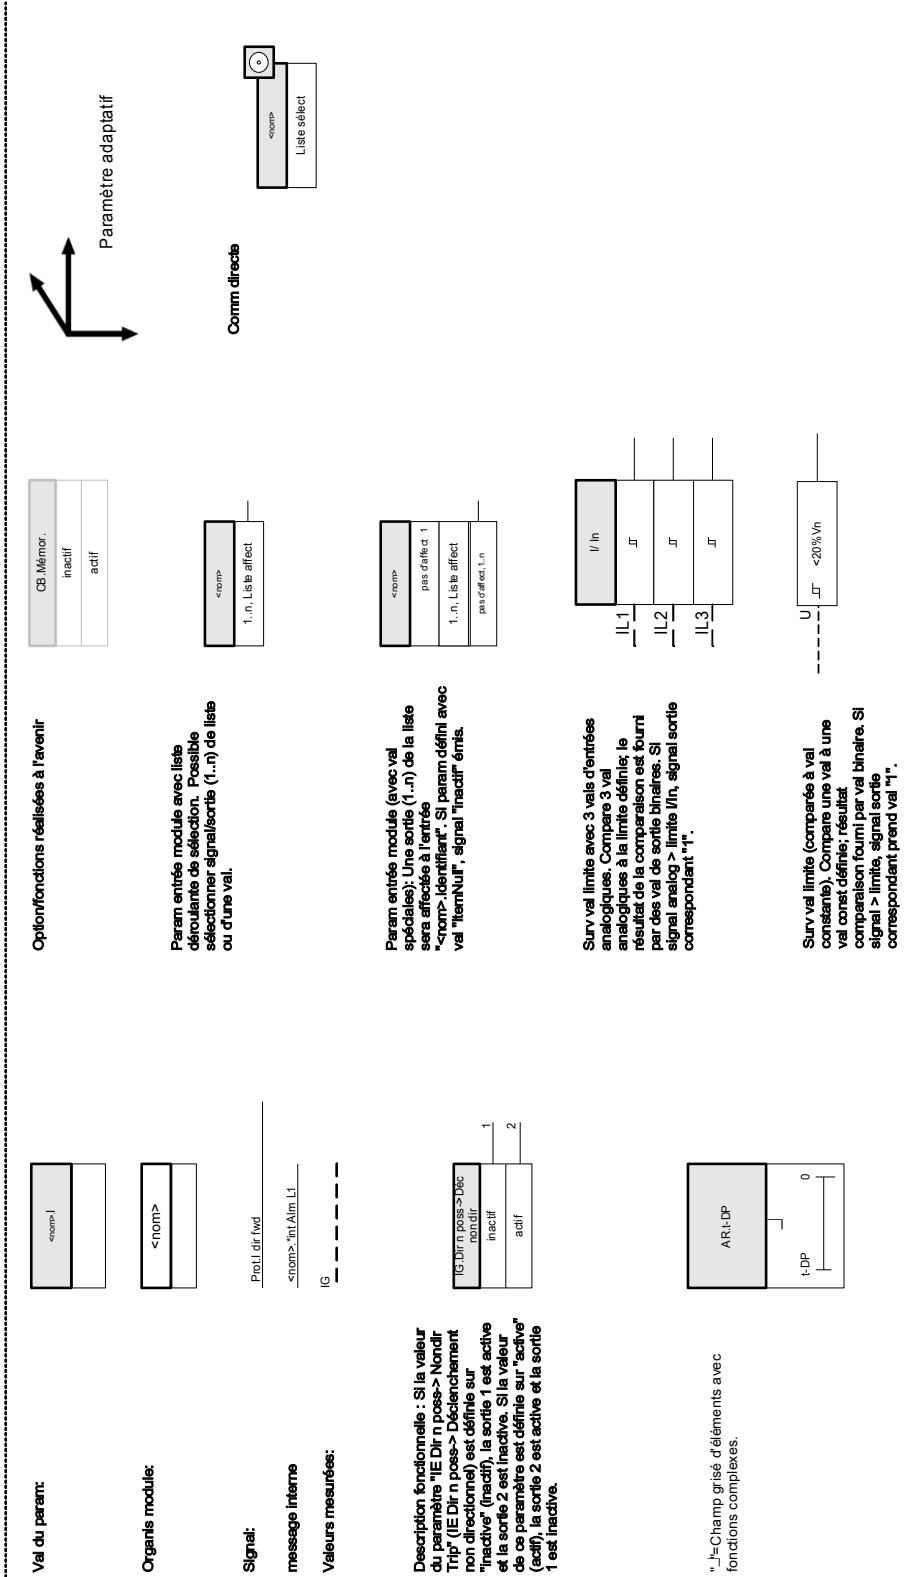 Val du param:
<nom>.I
Organis module:
<nom>
Signal:
Prot.I dir fwd
message interne
<nom>.*int Alm L1
Valeurs mesurées:
IG
Description fonctionnelle : Si la valeur
du paramètre "IE Dir n poss-> Nondir
Trip" (IE Dir n poss-> Déclenchement
non directionnel) est définie sur
"inactive" (inactif), la sortie 1 est active
et la sortie 2 est inactive. Si la valeur
de ce paramètre est définie sur "active"
(actif), la sortie 2 est active et la sortie
1 est inactive.
IG.Dir n poss->Déc
non dir
inactif
1
actif
2
"_|"=Champ grisé d'éléments avec
fonctions complexes.
AR.t-DP
t-DP
0
Option/fonctions réalisées à l'avenir
CB.Mémor.
inactif
actif
Param entrée module avec liste
déroulante de sélection. Possible
sélectionner signal/sortie (1..n) de liste
ou d'une val.
<nom>
1..n, Liste affect
Param entrée module (avec val
spéciales): Une sortie (1..n) de la liste
sera affectée à l'entrée
"<nom>.Identifiant". Si param défini avec
val "ItemNull", signal "inactif" émis.
<nom>
pas d'affect 1
1..n, Liste affect
pas d'affect,1..n
Surv val limite avec 3 vals d'entrées
analogiques. Compare 3 val
analogiques à la limite définie; le
résultat de la comparaison est fourni
par des val de sortie binaires. Si
signal analog > limite I/In, signal sortie
correspondant "1".
I/ In
IL1
IL2
IL3
Surv val limite (comparée à val
constante). Compare une val à une
val const définie; résultat
comparaison fourni par val binaire. Si
signal > limite, signal sortie
correspondant prend val "1".
U
<20%Vn
Paramètre adaptatif
Comm directe
<nom>
Liste sélect